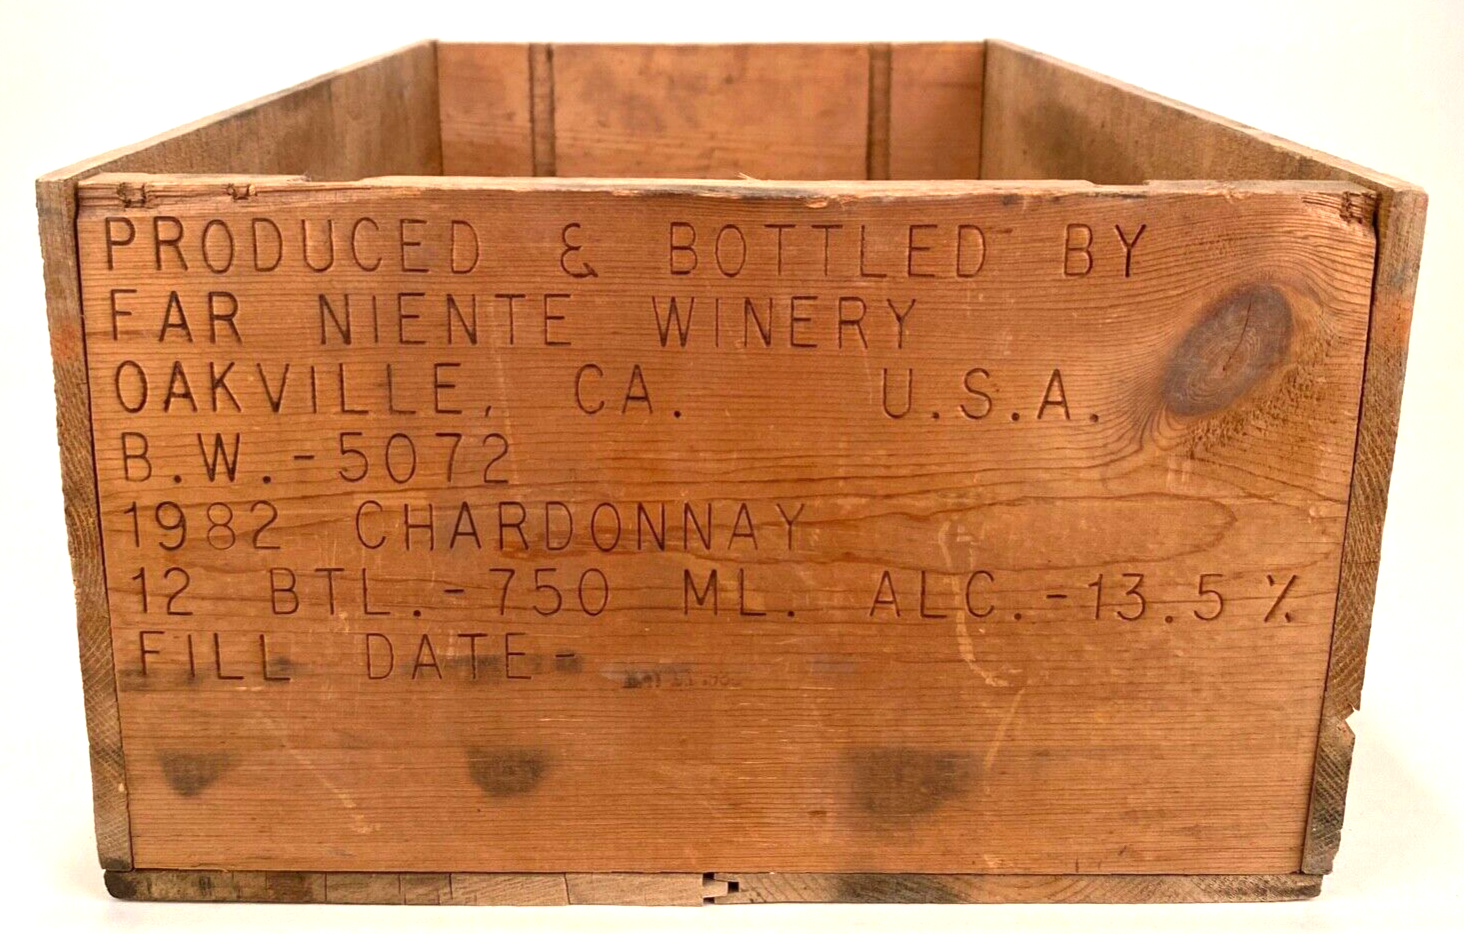 PRODUCED & BOTTLED BY
FAR NIENTE WINERY
OAKVILLE, CA. U.S.A.
B.W.-5072
1982 CHARDONNAY
12 BTL.-750 ML. ALC.-13.5%
FILL DATE-